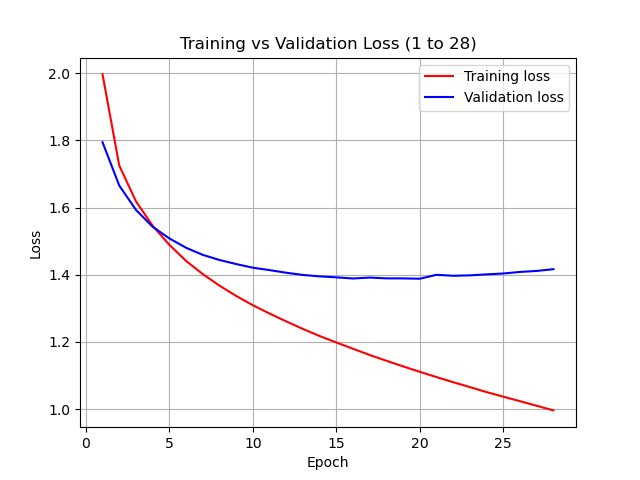 Training vs Validation Loss (1 to 28)
Training loss
Validation loss
Loss
2.0
1.8
1.6
1.4
1.2
1.0
0 5 10 15 20 25
Epoch